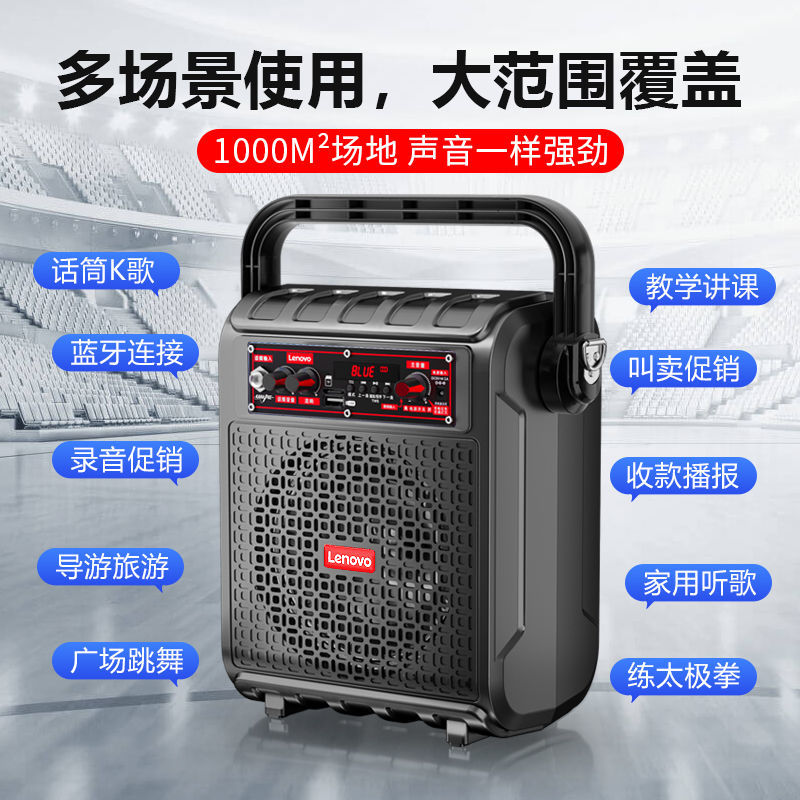 多场景使用，大范围覆盖
1000M²场地 声音一样强劲
话筒K歌
教学讲课
蓝牙连接
叫卖促销
录音促销
收款播报
导游旅游
家用听歌
广场跳舞
练太极拳
Lenovo
BLUE
Lenovo